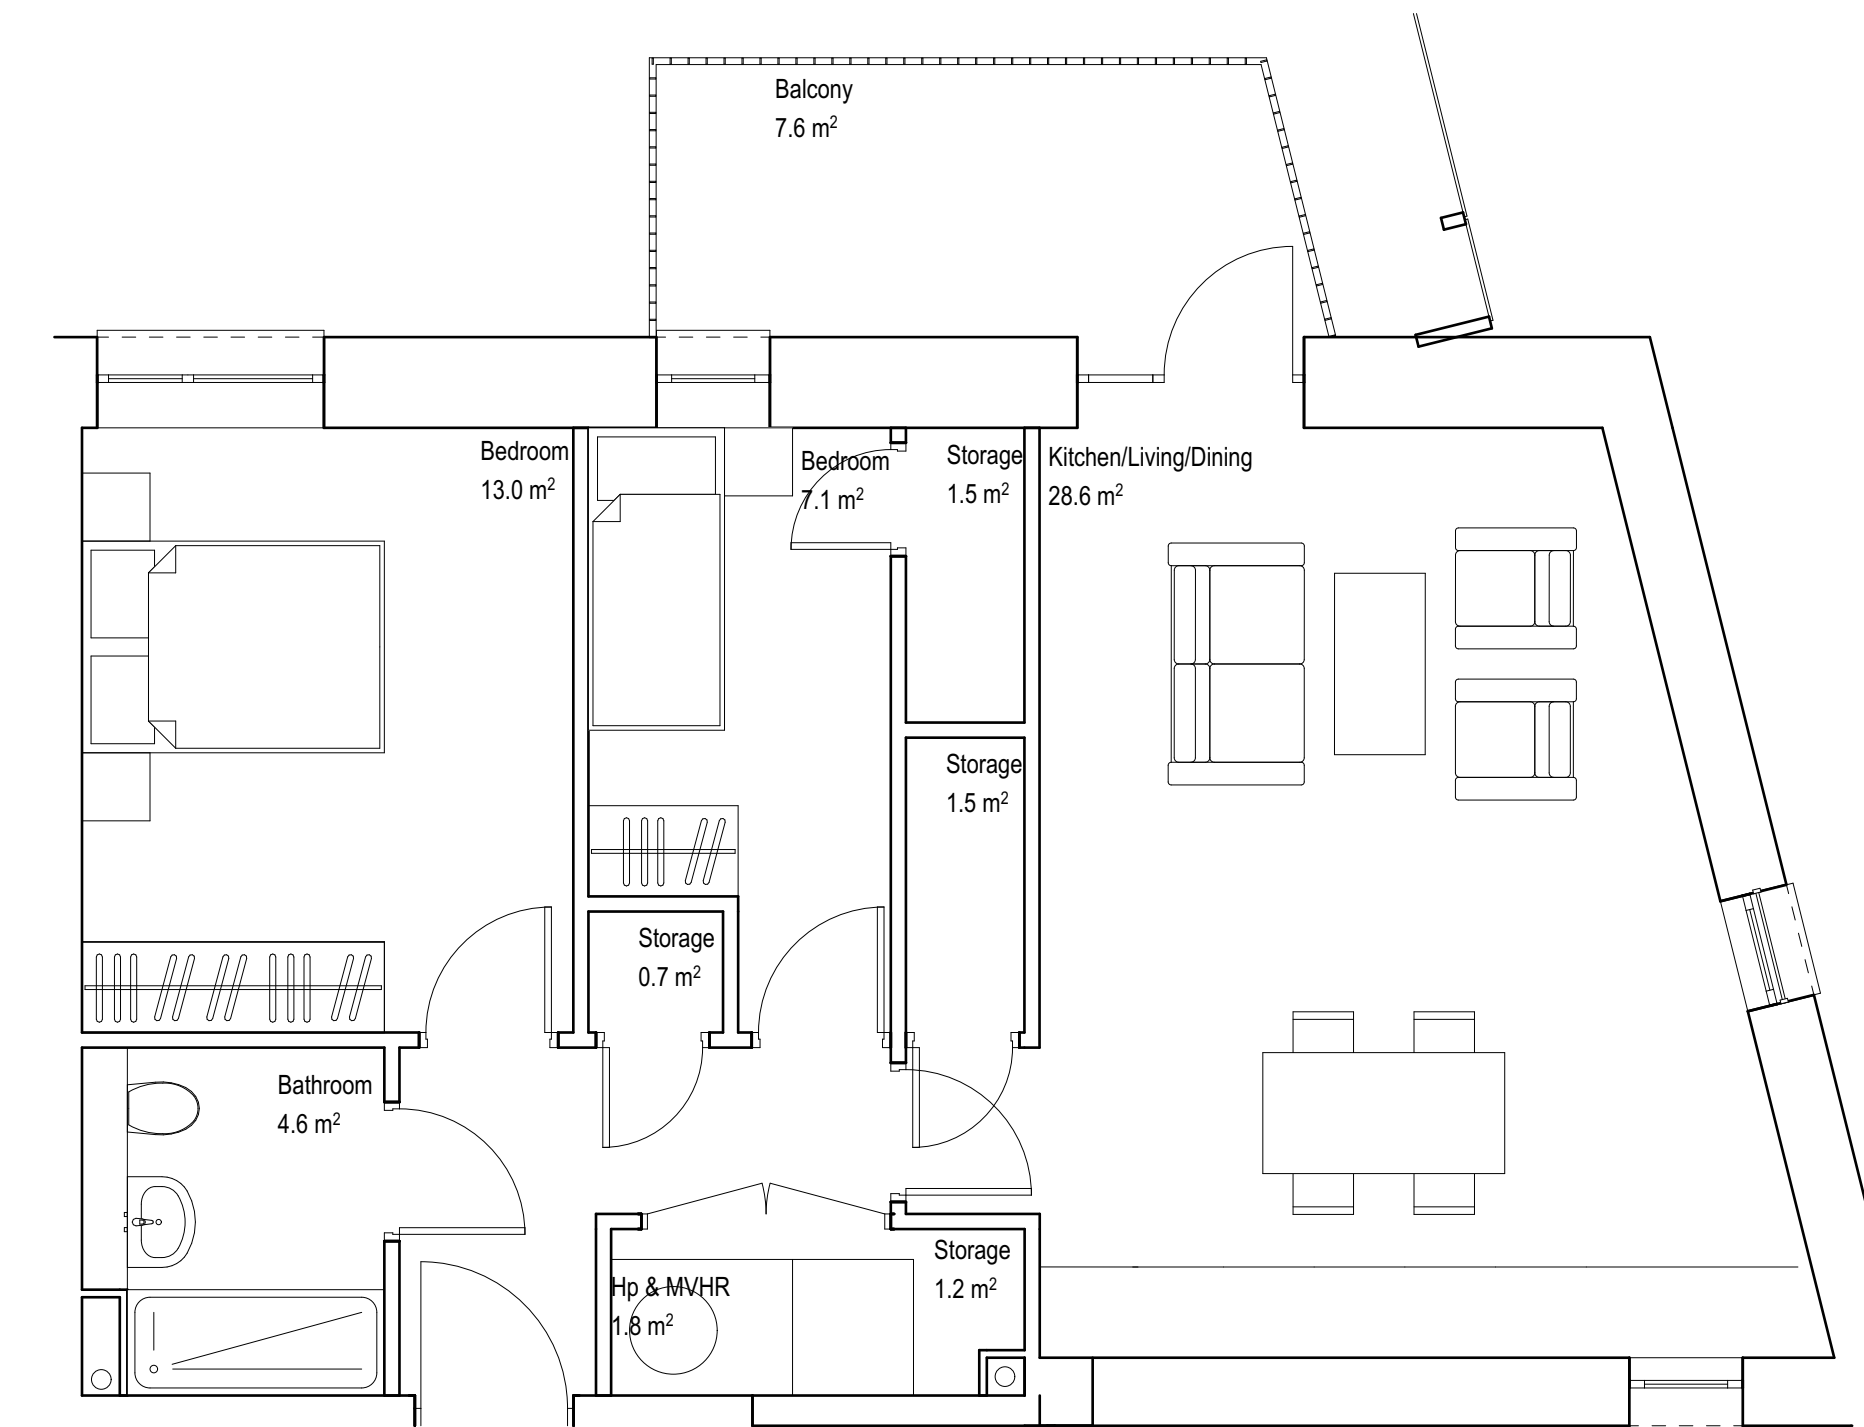 Balcony
7.6 m²
Bedroom
13.0 m²
Bedroom
7.1 m²
Storage
1.5 m²
Kitchen/Living/Dining
28.6 m²
Storage
1.5 m²
Storage
0.7 m²
Bathroom
4.6 m²
Storage
1.2 m²
Hp & MVHR
1.8 m²